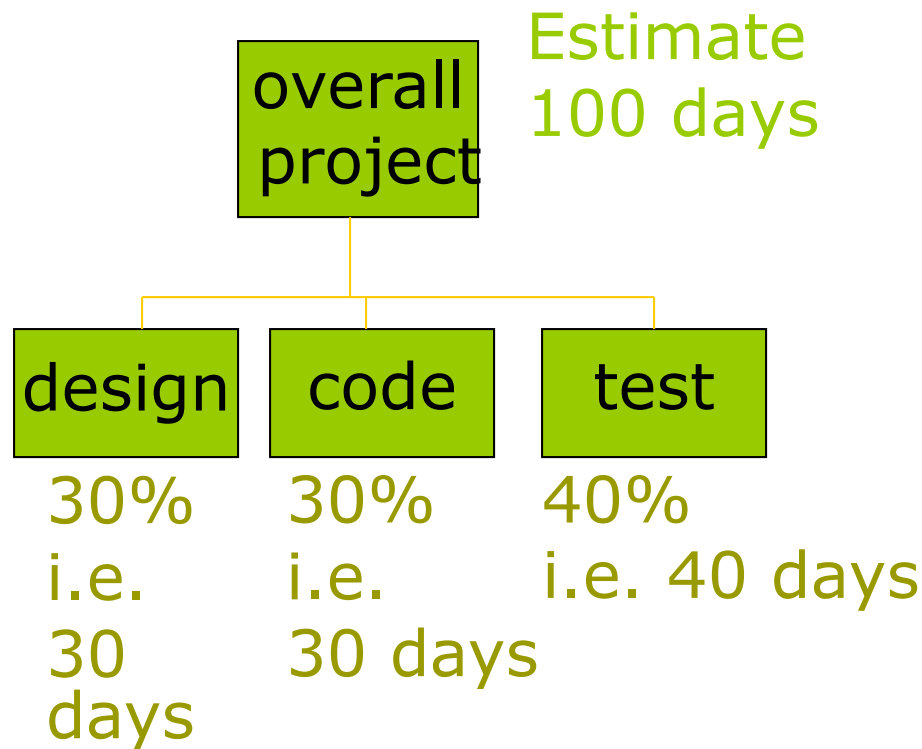 overall
project
Estimate
100 days
design
code
test
30%
i.e.
30
days
30%
i.e.
30 days
40%
i.e. 40 days